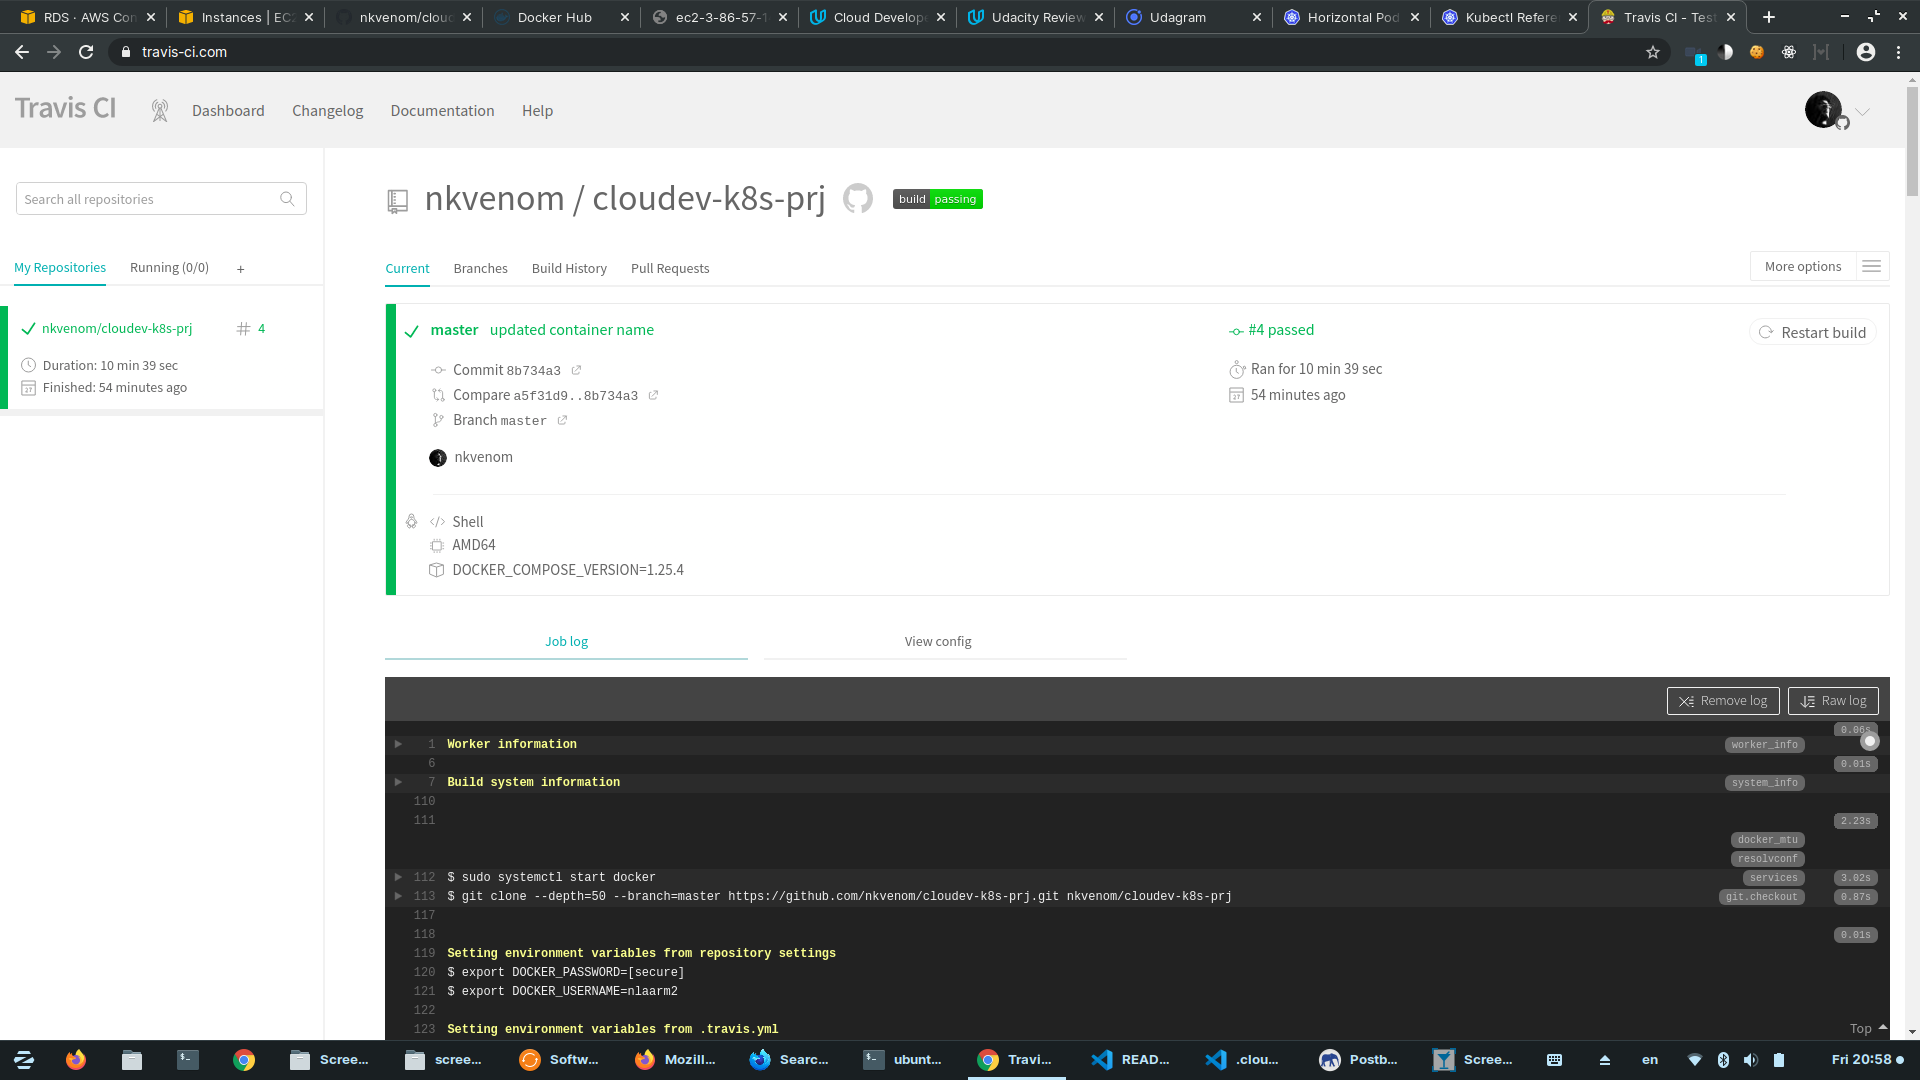 RDS · AWS Con
Instances | EC2
nkvenom/cloud
Docker Hub
ec2-3-86-57-1
Cloud Develope
Udacity Review
Udagram
Horizontal Pod
Kubectl Refere
Travis CI - Test
travis-ci.com
1
Travis CI
Dashboard
Changelog
Documentation
Help
Search all repositories
My Repositories
Running (0/0)
+
nkvenom/cloudev-k8s-prj
# 4
Duration: 10 min 39 sec
Finished: 54 minutes ago
nkvenom / cloudev-k8s-prj
build passing
Current
Branches
Build History
Pull Requests
More options
master updated container name
#4 passed
Restart build
Commit 8b734a3
Ran for 10 min 39 sec
Compare a5f31d9..8b734a3
54 minutes ago
Branch master
nkvenom
</> Shell
AMD64
DOCKER_COMPOSE_VERSION=1.25.4
Job log
View config
Remove log
Raw log
0.06s
1 Worker information worker_info
6 0.01s
7 Build system information system_info
110
111 2.23s
docker_mtu
resolvconf
112 $ sudo systemctl start docker services 3.02s
113 $ git clone --depth=50 --branch=master https://github.com/nkvenom/cloudev-k8s-prj.git nkvenom/cloudev-k8s-prj git.checkout 0.87s
117
118 0.01s
119 Setting environment variables from repository settings
120 $ export DOCKER_PASSWORD=[secure]
121 $ export DOCKER_USERNAME=nlaarm2
122
123 Setting environment variables from .travis.yml
Top
Scree...
scree...
Softw...
Mozill...
Searc...
ubunt...
Travi...
READ...
.clou...
Postb...
Scree...
en
Fri 20:58